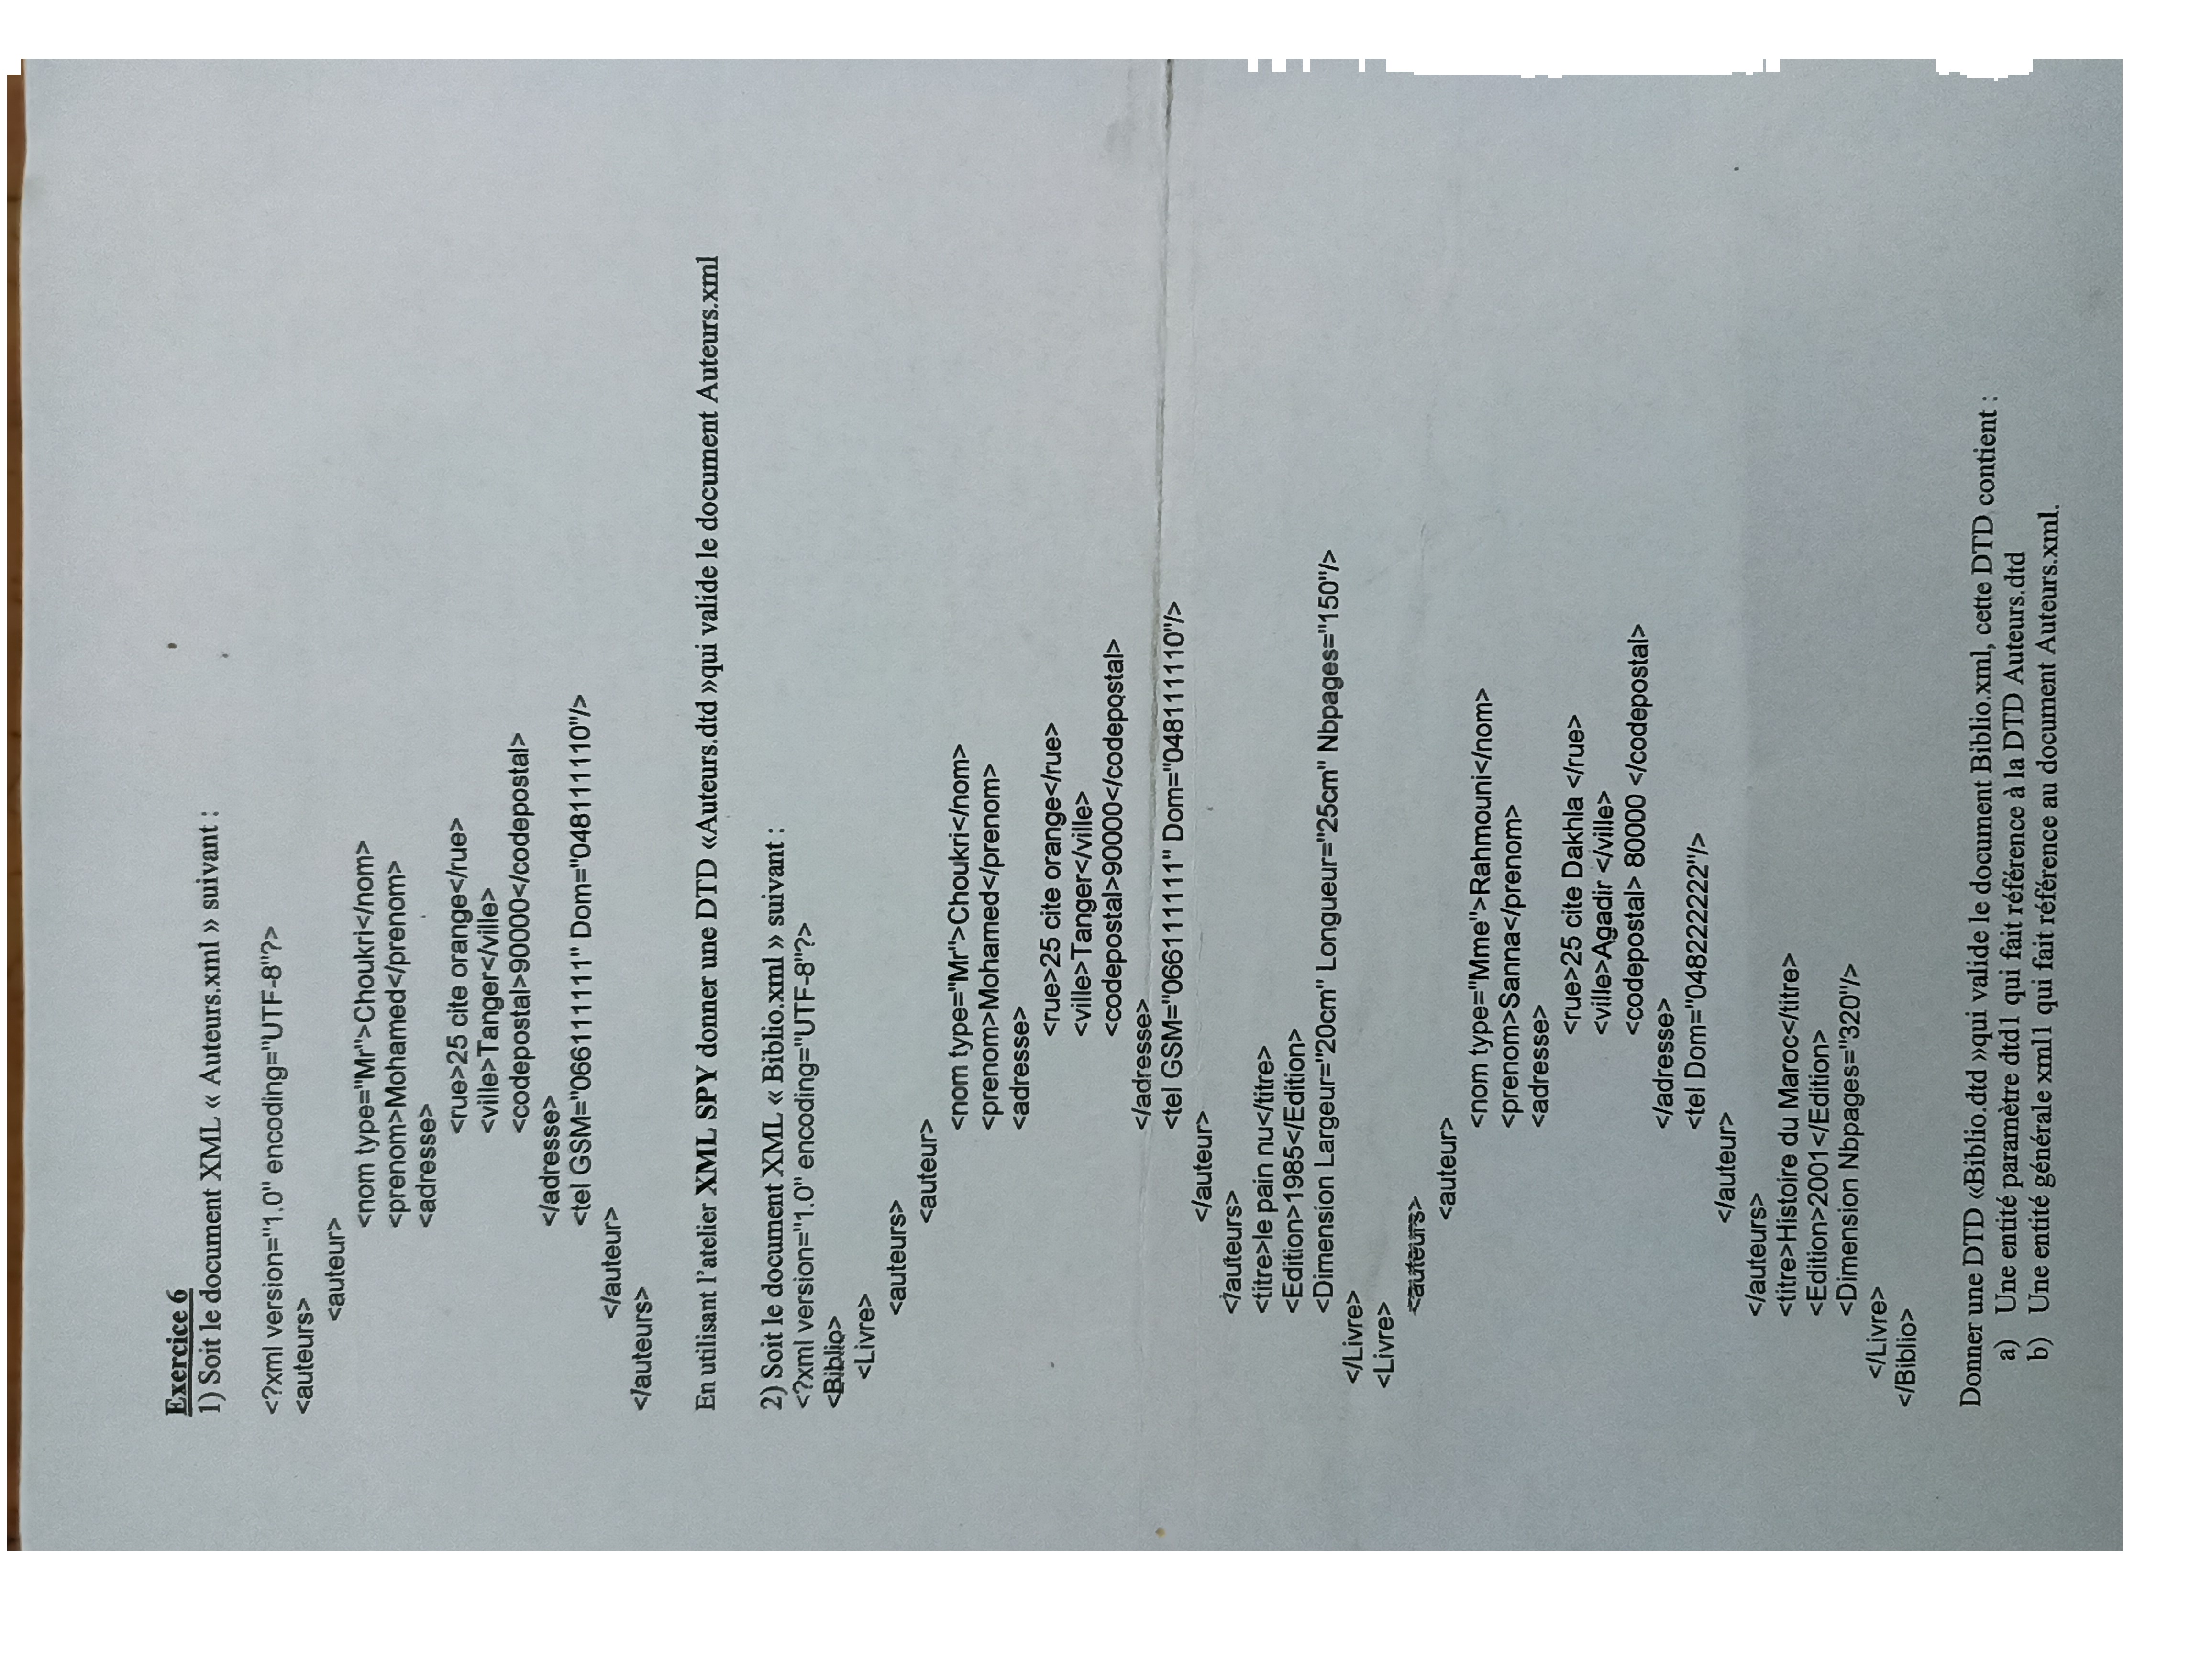 Exercice 6
1) Soit le document XML « Auteurs.xml » suivant :
<?xml version="1.0" encoding="UTF-8"?>
<auteurs>
<auteur>
<nom type="Mr">Choukri</nom>
<prenom>Mohamed</prenom>
<adresse>
<rue>25 cite orange</rue>
<ville>Tanger</ville>
<codepostal>90000</codepostal>
</adresse>
<tel GSM="066111111" Dom="048111110"/>
</auteur>
</auteurs>
En utilisant l'atelier XML SPY donner une DTD «Auteurs.dtd »qui valide le document Auteurs.xml
2) Soit le document XML « Biblio.xml » suivant :
<?xml version="1.0" encoding="UTF-8"?>
<Biblio>
<Livre>
<auteurs>
<auteur>
<nom type="Mr">Choukri</nom>
<prenom>Mohamed</prenom>
<adresse>
<rue>25 cite orange</rue>
<ville>Tanger</ville>
<codepostal>90000</codepostal>
</adresse>
<tel GSM="066111111" Dom="048111110"/>
</auteur>
</auteurs>
<titre>le pain nu</titre>
<Edition>1985</Edition>
<Dimension Largeur="20cm" Longueur="25cm" Nbpages="150"/>
</Livre>
<Livre>
<auteurs>
<auteur>
<nom type="Mme">Rahmouni</nom>
<prenom>Sanna</prenom>
<adresse>
<rue>25 cite Dakhla </rue>
<ville>Agadir </ville>
<codepostal> 80000 </codepostal>
</adresse>
<tel Dom="048222222"/>
</auteur>
</auteurs>
<titre>Histoire du Maroc</titre>
<Edition>2001</Edition>
<Dimension Nbpages="320"/>
</Livre>
</Biblio>
Donner une DTD «Biblio.dtd »qui valide le document Biblio.xml, cette DTD contient :
a) Une entité paramètre dtd1 qui fait référence à la DTD Auteurs.dtd
b) Une entité générale xml1 qui fait référence au document Auteurs.xml.